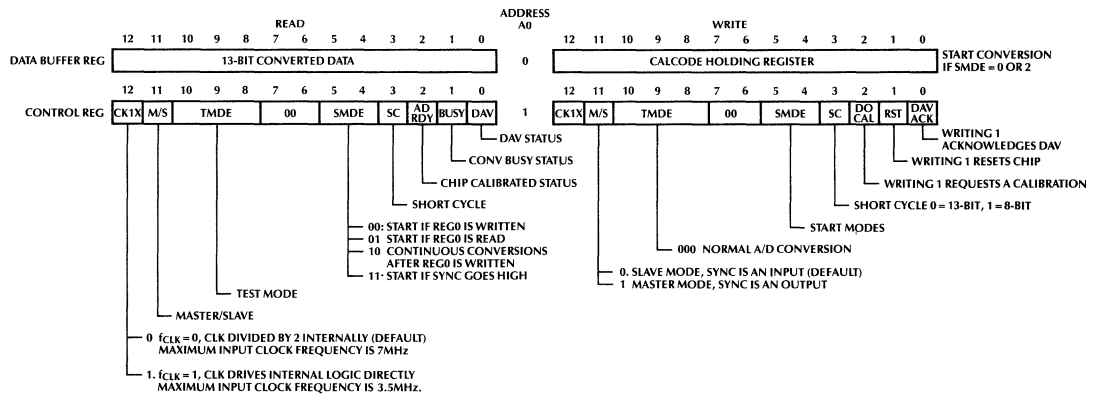 READ ADDRESS A0 WRITE
12 11 10 9 8 7 6 5 4 3 2 1 0 12 11 10 9 8 7 6 5 4 3 2 1 0
DATA BUFFER REG 13-BIT CONVERTED DATA 0 CALCODE HOLDING REGISTER START CONVERSION
IF SMDE = 0 OR 2
12 11 10 9 8 7 6 5 4 3 2 1 0 12 11 10 9 8 7 6 5 4 3 2 1 0
CONTROL REG CK1X M/S TMDE 00 SMDE SC AD RDY BUSY DAV 1 CK1X M/S TMDE 00 SMDE SC DO CAL RST DAV ACK
DAV STATUS
CONV BUSY STATUS
CHIP CALIBRATED STATUS
SHORT CYCLE
00: START IF REG0 IS WRITTEN
01 START IF REG0 IS READ
10 CONTINUOUS CONVERSIONS
AFTER REG0 IS WRITTEN
11· START IF SYNC GOES HIGH
TEST MODE
MASTER/SLAVE
0 fCLK = 0, CLK DIVIDED BY 2 INTERNALLY (DEFAULT)
MAXIMUM INPUT CLOCK FREQUENCY IS 7MHz
1. fCLK = 1, CLK DRIVES INTERNAL LOGIC DIRECTLY
MAXIMUM INPUT CLOCK FREQUENCY IS 3.5MHz.
WRITING 1
ACKNOWLEDGES DAV
WRITING 1 RESETS CHIP
WRITING 1 REQUESTS A CALIBRATION
SHORT CYCLE 0 = 13-BIT, 1 = 8-BIT
START MODES
000 NORMAL A/D CONVERSION
0. SLAVE MODE, SYNC IS AN INPUT (DEFAULT)
1 MASTER MODE, SYNC IS AN OUTPUT